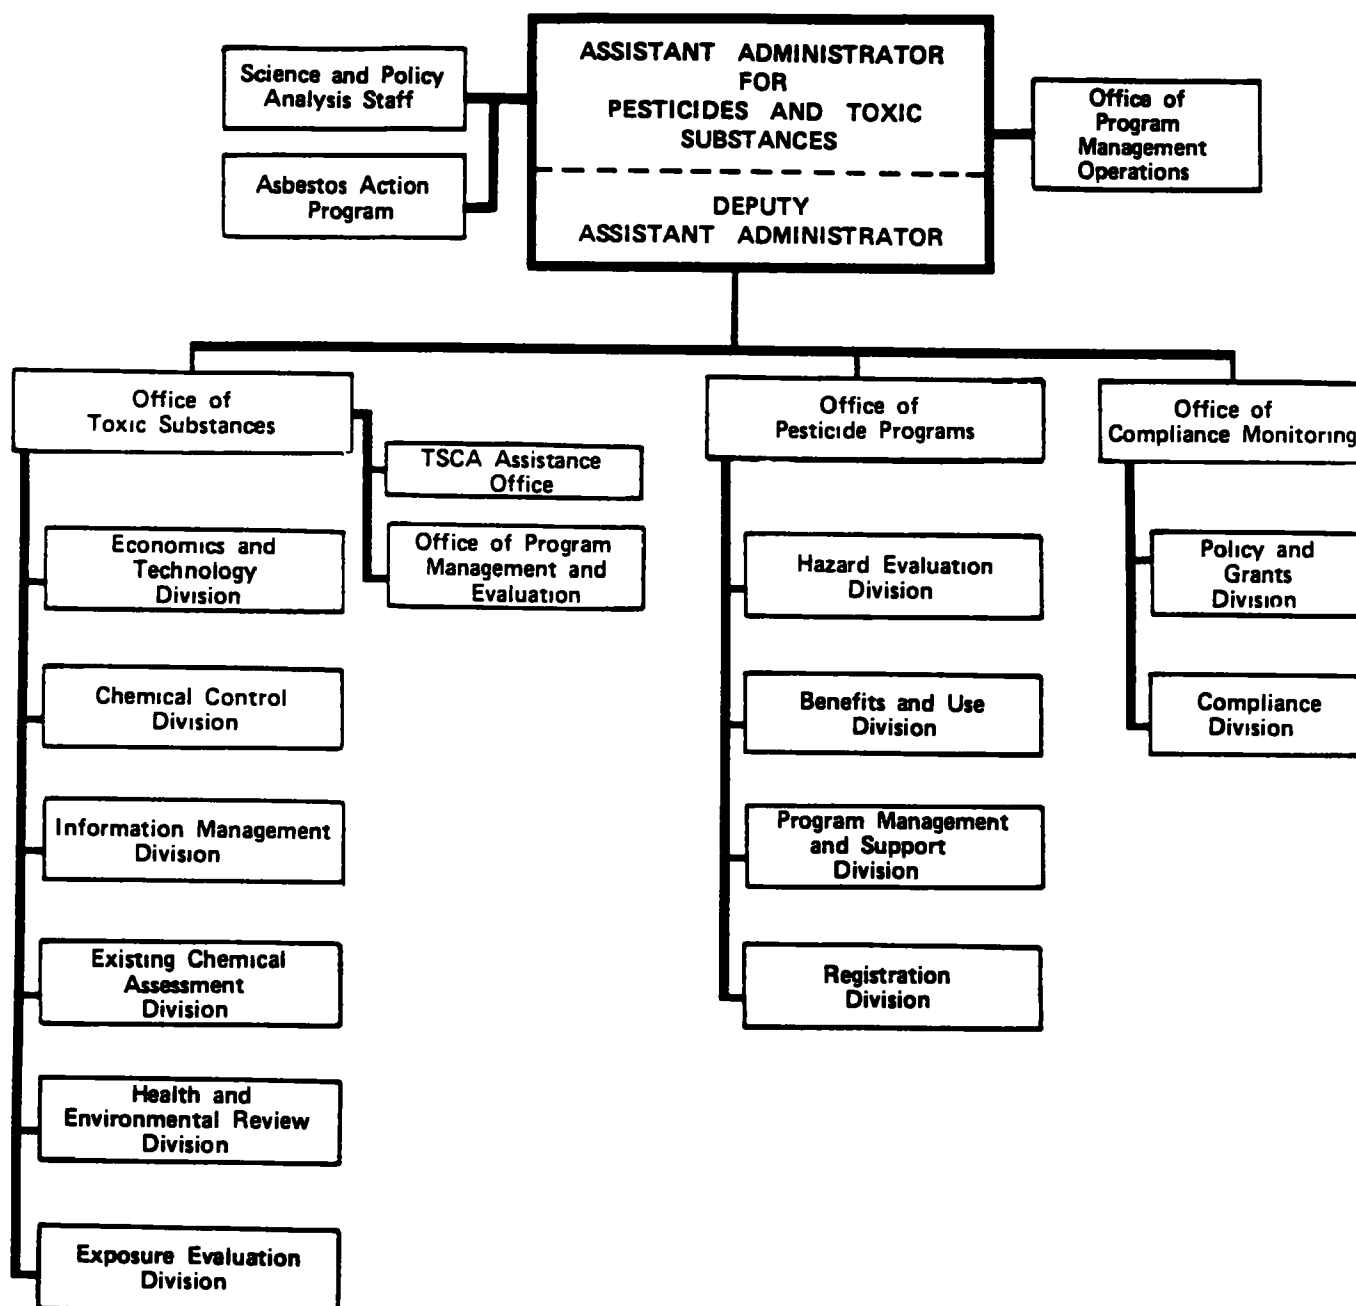 Science and Policy
Analysis Staff
Asbestos Action
Program
ASSISTANT ADMINISTRATOR
FOR
PESTICIDES AND TOXIC
SUBSTANCES
DEPUTY
ASSISTANT ADMINISTRATOR
Office of
Program
Management
Operations
Office of
Toxic Substances
TSCA Assistance
Office
Office of Program
Management and
Evaluation
Economics and
Technology
Division
Chemical Control
Division
Information Management
Division
Existing Chemical
Assessment
Division
Health and
Environmental Review
Division
Exposure Evaluation
Division
Office of
Pesticide Programs
Hazard Evaluation
Division
Benefits and Use
Division
Program Management
and Support
Division
Registration
Division
Office of
Compliance Monitoring
Policy and
Grants
Division
Compliance
Division